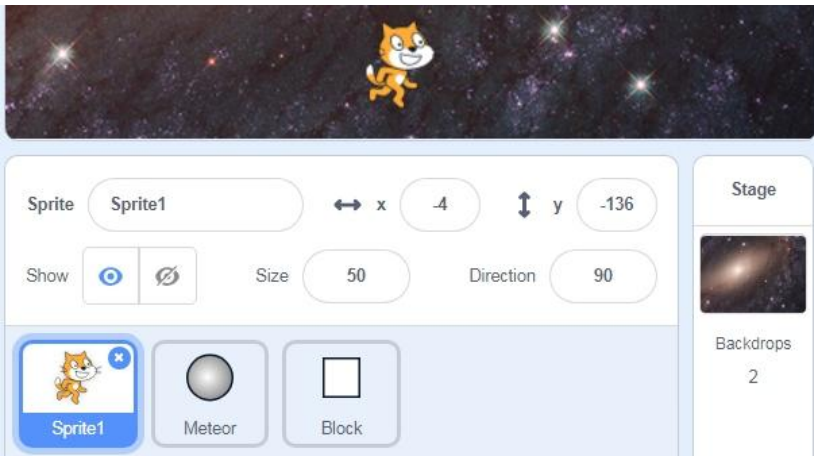 Sprite Sprite1 x -4 y -136
Show Size 50 Direction 90
Sprite1 Meteor Block
Stage
Backdrops
2